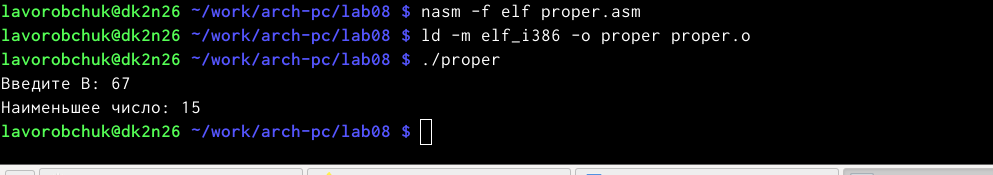 lavorobchuk@dk2n26 ~/work/arch-pc/lab08 $ nasm -f elf proper.asm
lavorobchuk@dk2n26 ~/work/arch-pc/lab08 $ ld -m elf_i386 -o proper proper.o
lavorobchuk@dk2n26 ~/work/arch-pc/lab08 $ ./proper
Введите B: 67
Наименьшее число: 15
lavorobchuk@dk2n26 ~/work/arch-pc/lab08 $